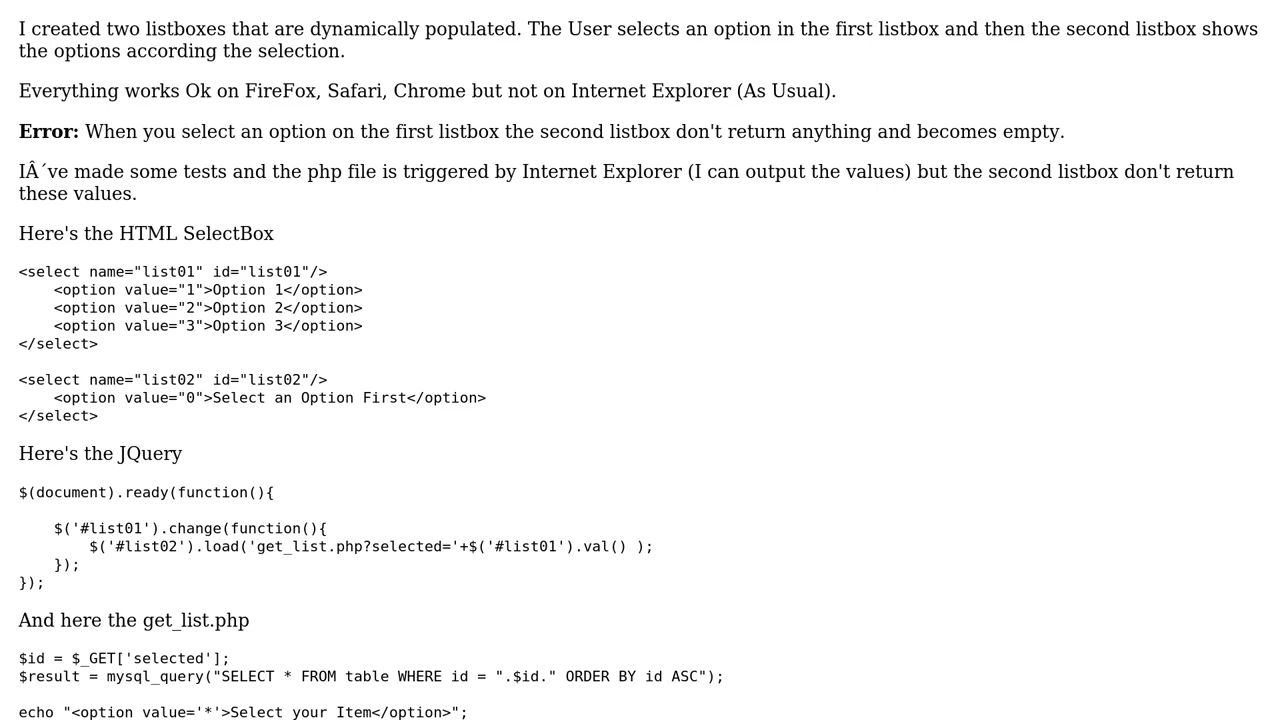 I created two listboxes that are dynamically populated. The User selects an option in the first listbox and then the second listbox shows
the options according the selection.
Everything works Ok on FireFox, Safari, Chrome but not on Internet Explorer (As Usual).
Error: When you select an option on the first listbox the second listbox don't return anything and becomes empty.
IÂ´ve made some tests and the php file is triggered by Internet Explorer (I can output the values) but the second listbox don't return
these values.
Here's the HTML SelectBox
<select name="list01" id="list01"/>
    <option value="1">Option 1</option>
    <option value="2">Option 2</option>
    <option value="3">Option 3</option>
</select>
<select name="list02" id="list02"/>
    <option value="0">Select an Option First</option>
</select>
Here's the JQuery
$(document).ready(function(){
    $('#list01').change(function(){
        $('#list02').load('get_list.php?selected='+$('#list01').val() );
    });
});
And here the get_list.php
$id = $_GET['selected'];
$result = mysql_query("SELECT * FROM table WHERE id = ".$id." ORDER BY id ASC");
echo "<option value='*'>Select your Item</option>";